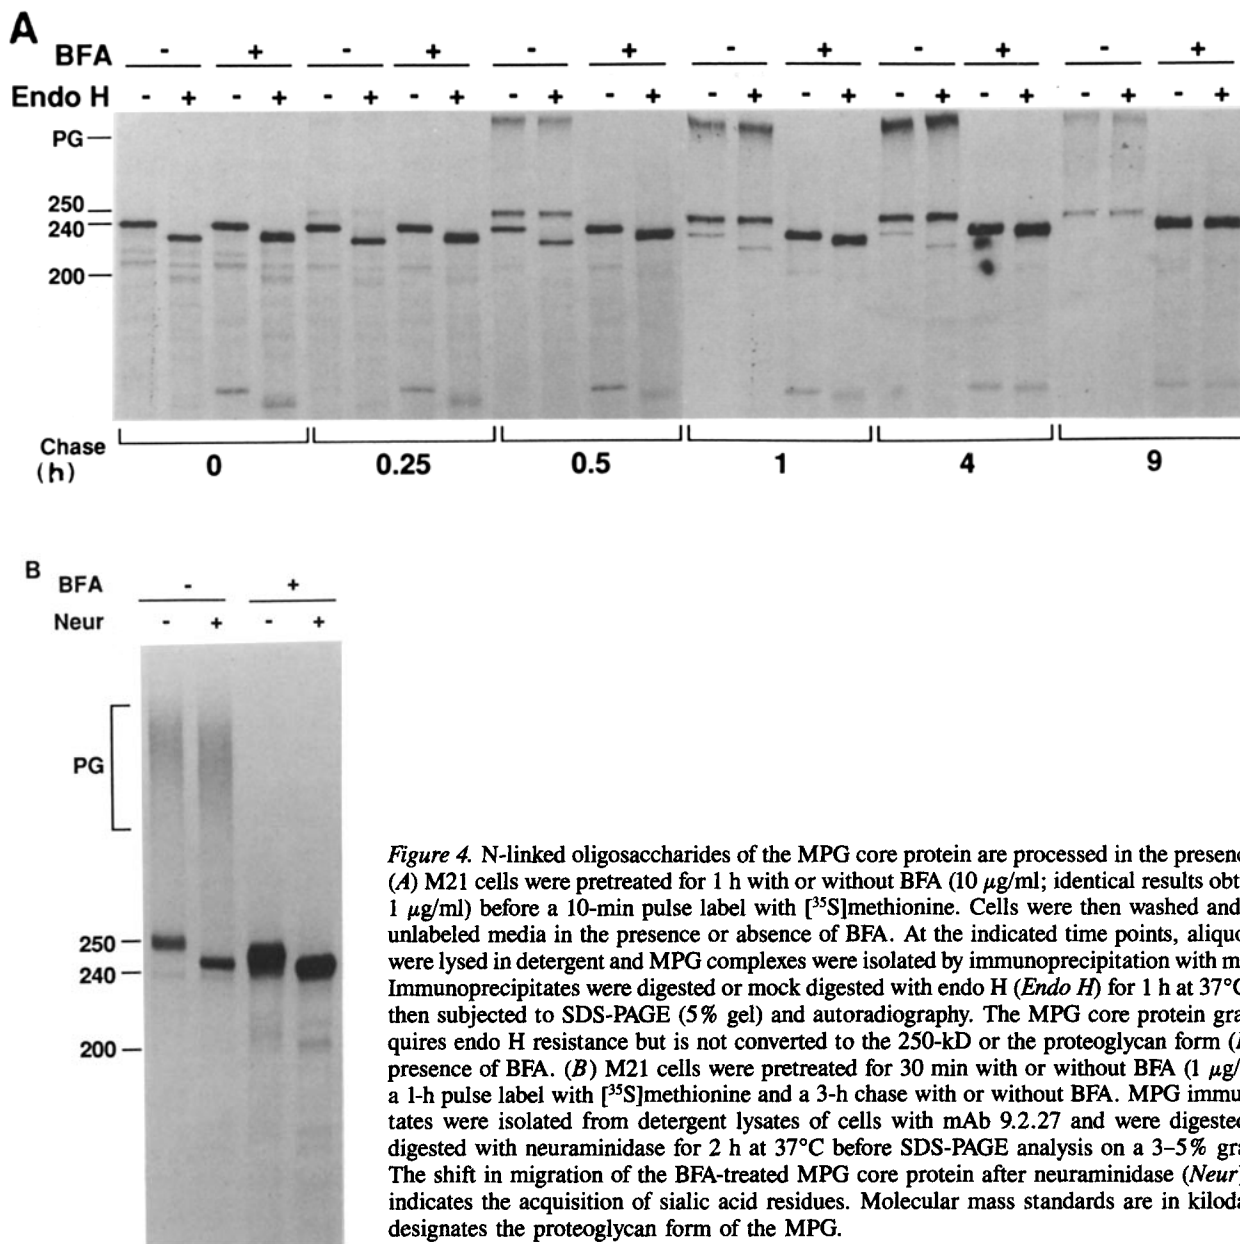 A
BFA - + - + - + - + - + - +
Endo H - + - + - + - + - + - + - + - + - + - + - + - +
PG
250
240
200
Chase (h) 0 0.25 0.5 1 4 9
B
BFA - +
Neur - + - +
PG
250
240
200
Figure 4. N-linked oligosaccharides of the MPG core protein are processed in the presenc
(A) M21 cells were pretreated for 1 h with or without BFA (10 μg/ml; identical results obt
1 μg/ml) before a 10-min pulse label with [³⁵S]methionine. Cells were then washed and
unlabeled media in the presence or absence of BFA. At the indicated time points, aliquo
were lysed in detergent and MPG complexes were isolated by immunoprecipitation with m
Immunoprecipitates were digested or mock digested with endo H (Endo H) for 1 h at 37°C
then subjected to SDS-PAGE (5% gel) and autoradiography. The MPG core protein gra
quires endo H resistance but is not converted to the 250-kD or the proteoglycan form (
presence of BFA. (B) M21 cells were pretreated for 30 min with or without BFA (1 μg/
a 1-h pulse label with [³⁵S]methionine and a 3-h chase with or without BFA. MPG immu
tates were isolated from detergent lysates of cells with mAb 9.2.27 and were digested
digested with neuraminidase for 2 h at 37°C before SDS-PAGE analysis on a 3–5% gra
The shift in migration of the BFA-treated MPG core protein after neuraminidase (Neur)
indicates the acquisition of sialic acid residues. Molecular mass standards are in kiloda
designates the proteoglycan form of the MPG.